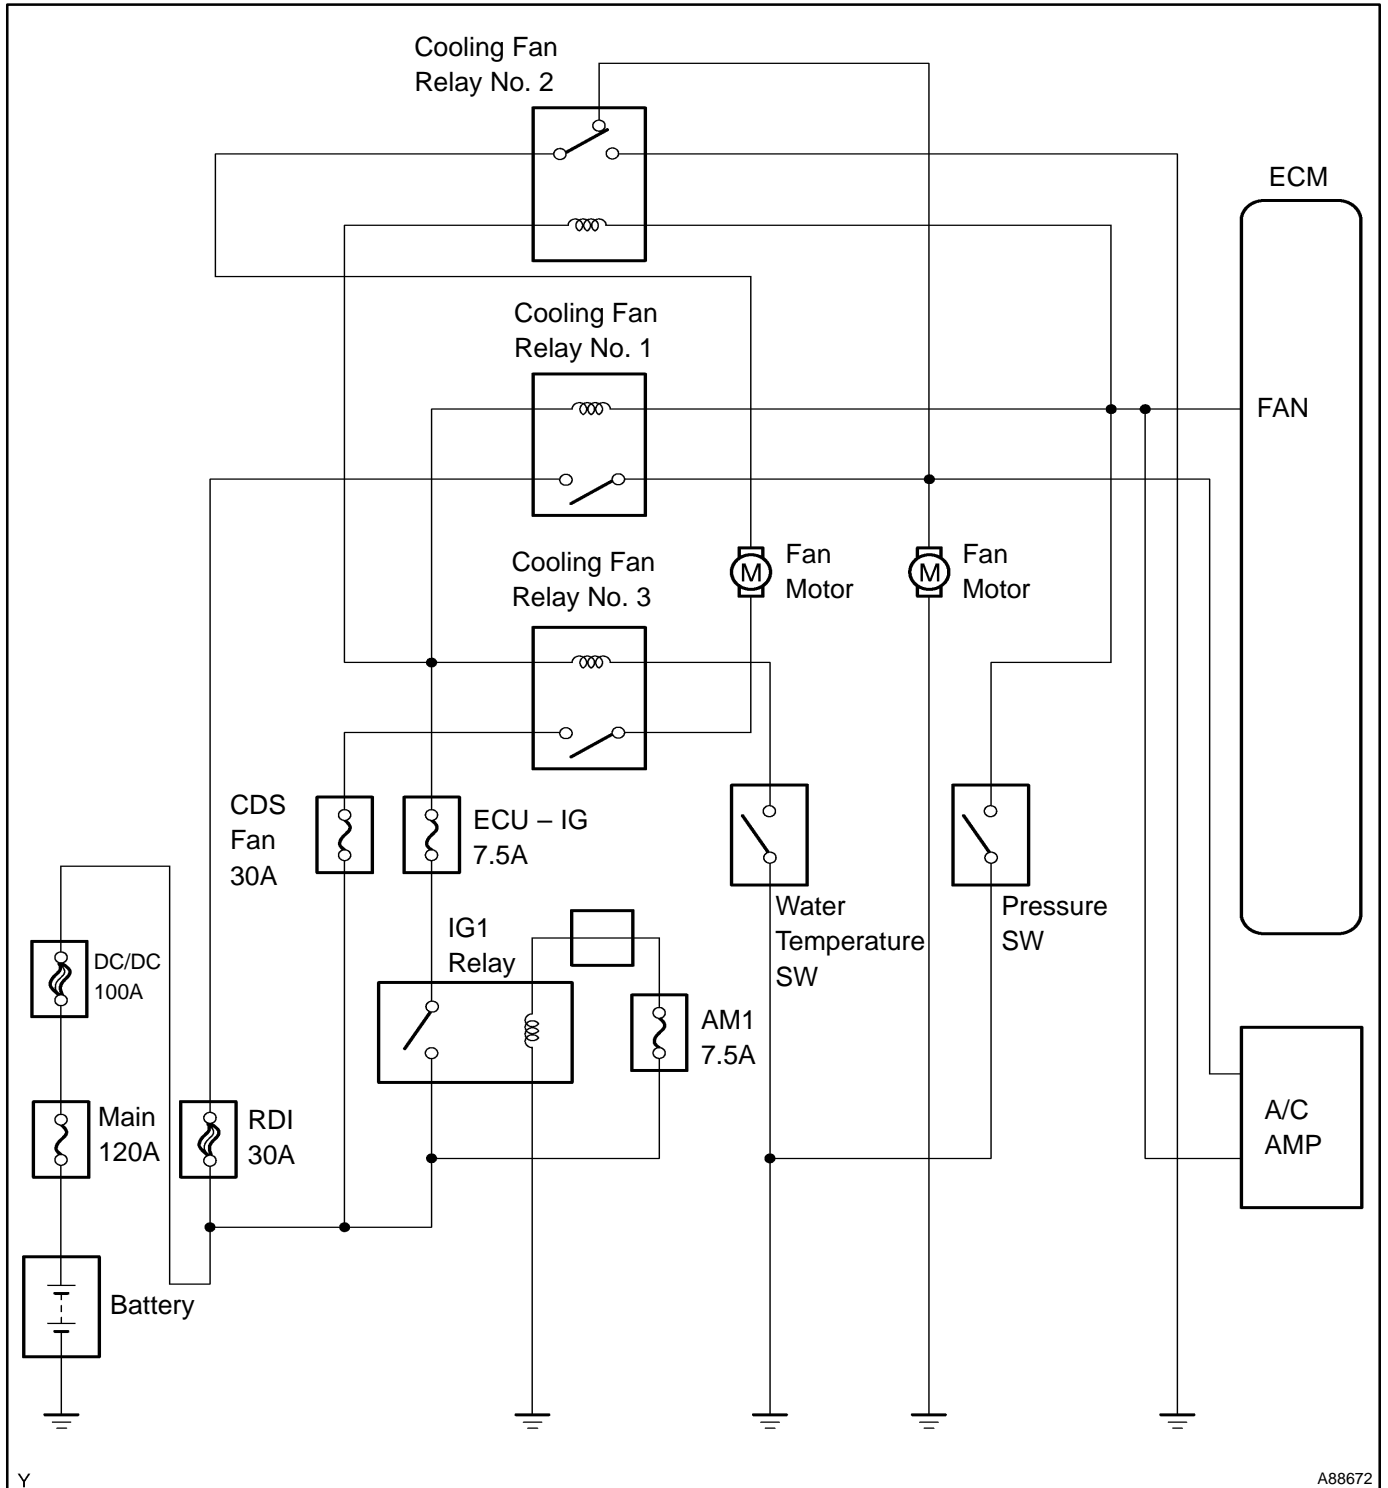 Cooling Fan
Relay No. 2
ECM
Cooling Fan
Relay No. 1
FAN
Cooling Fan
Relay No. 3
M
Fan
Motor
M
Fan
Motor
CDS
Fan
30A
ECU – IG
7.5A
Water
Temperature
SW
Pressure
SW
IG1
Relay
DC/DC
100A
AM1
7.5A
Main
120A
RDI
30A
A/C
AMP
Battery
Y
A88672